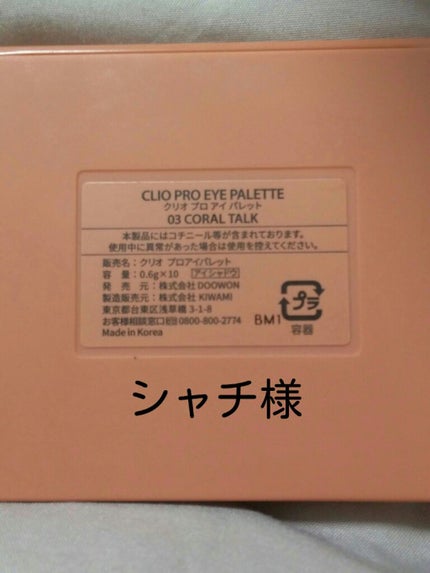 CLIO PRO EYE PALETTE
クリオ プロ アイ パレット
03 CORAL TALK
本製品にはコチニール等が含まれております。
使用中に異常があった場合は使用を控えてください。
販売名：クリオ プロアイパレット
容　量：0.6g×10 アイシャドウ
発　売　元：株式会社 DOOWON
製造販売元：株式会社 KIWAMI
東京都台東区浅草橋 3-1-8
お客様相談窓口 0800-800-2774
Made in Korea
BM1
プラ
容器
シャチ様